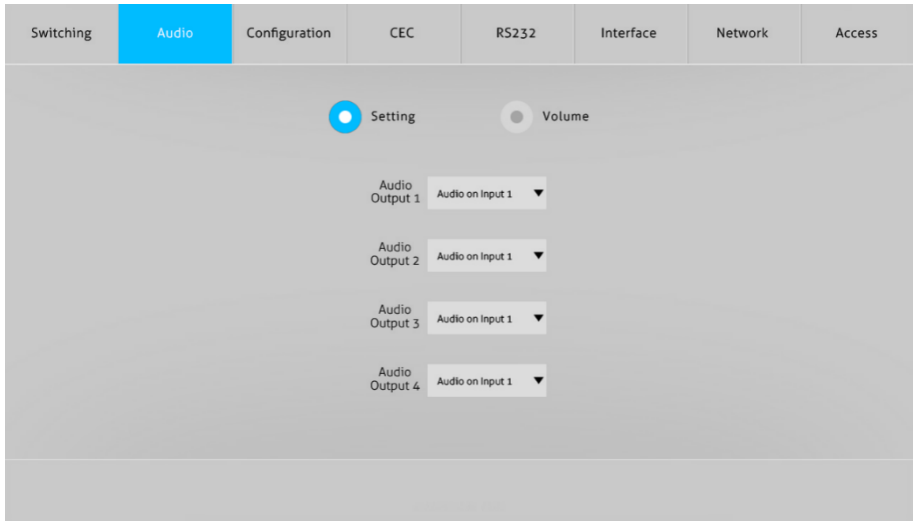 Switching Audio Configuration CEC RS232 Interface Network Access
Setting Volume
Audio
Output 1 Audio on Input 1
Audio
Output 2 Audio on Input 1
Audio
Output 3 Audio on Input 1
Audio
Output 4 Audio on Input 1